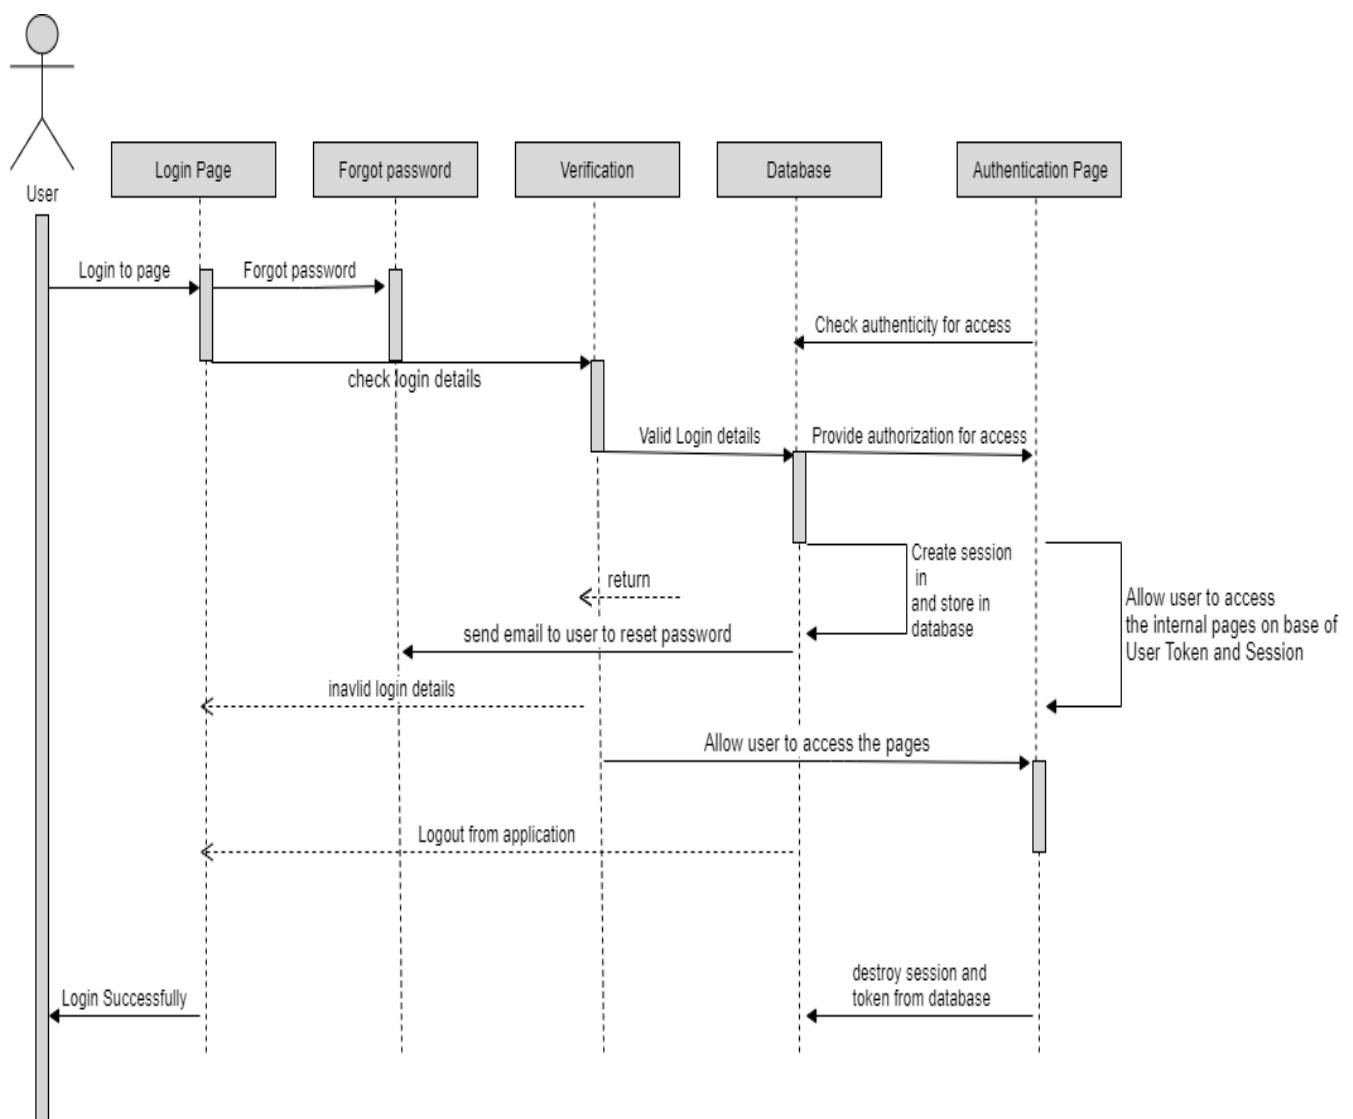 Login Page
Forgot password
Verification
Database
Authentication Page
User
Login to page
Forgot password
Check authenticity for access
check login details
Valid Login details
Provide authorization for access
Create session
in
and store in
database
return
Allow user to access
the internal pages on base of
User Token and Session
send email to user to reset password
inavlid login details
Allow user to access the pages
Logout from application
destroy session and
token from database
Login Successfully